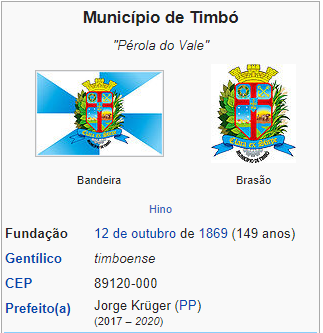 Município de Timbó
"Pérola do Vale"
Bandeira
Brasão
Hino
Fundação 12 de outubro de 1869 (149 anos)
Gentílico timboense
CEP 89120-000
Prefeito(a) Jorge Krüger (PP)
(2017 – 2020)